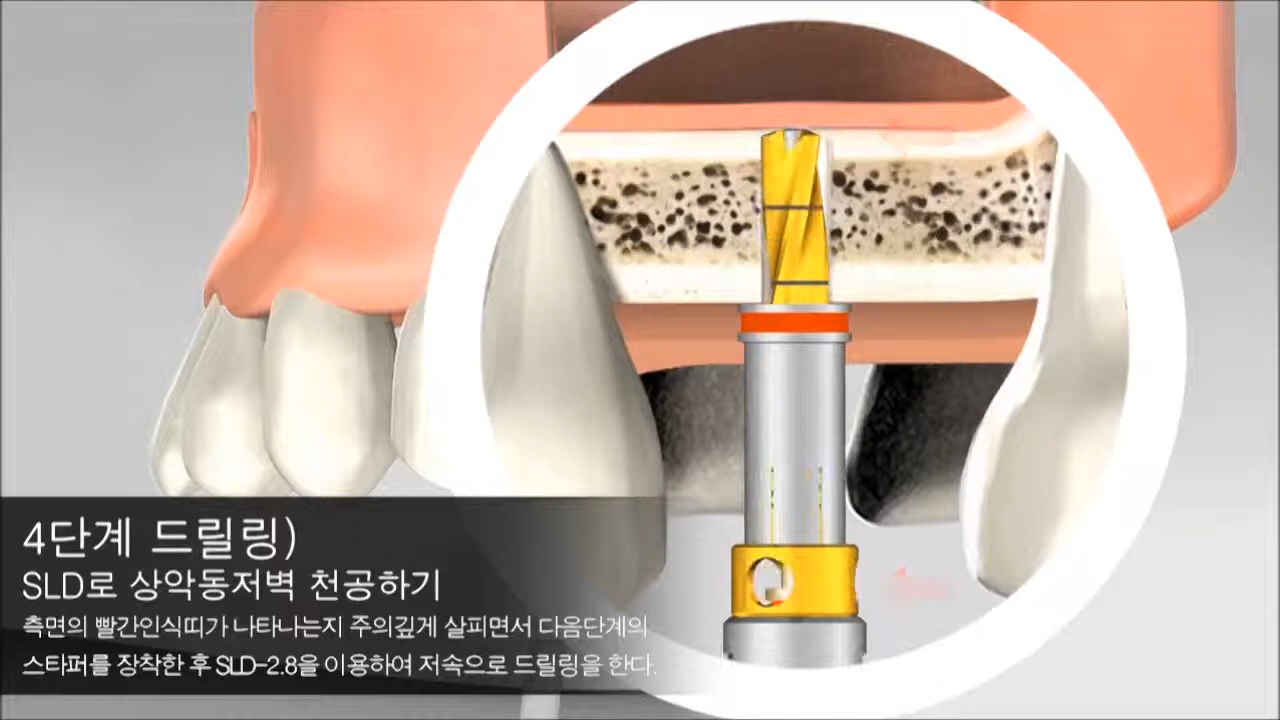 4단계 드릴링)
SLD로 상악동저벽 천공하기
측면의 빨간인식띠가 나타나는지 주의깊게 살피면서 다음단계의
스타퍼를 장착한 후 SLD-2.8을 이용하여 저속으로 드릴링을 한다.